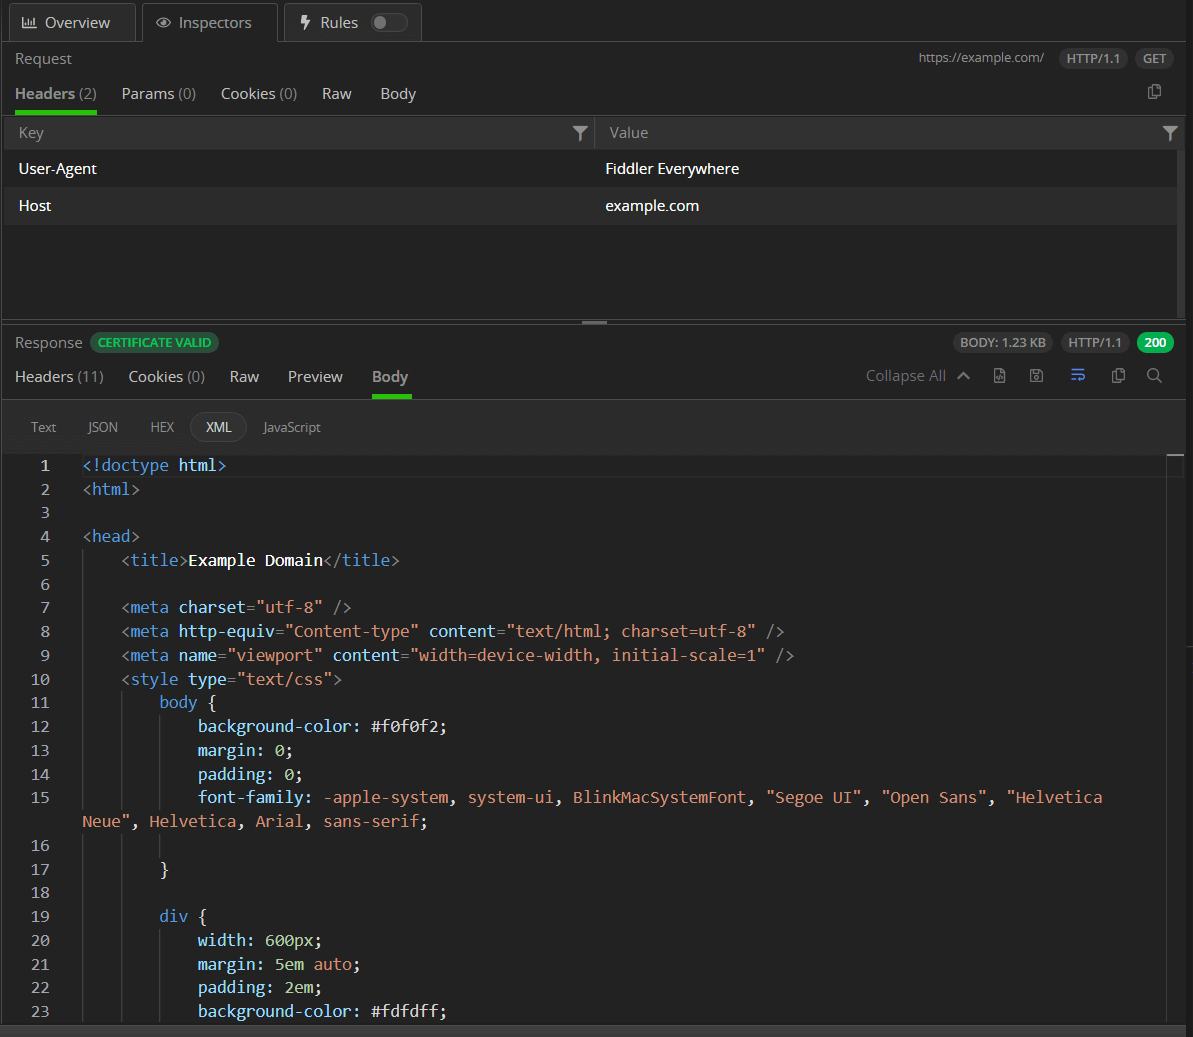 Overview Inspectors Rules
Request https://example.com/ HTTP/1.1 GET
Headers (2) Params (0) Cookies (0) Raw Body
Key Value
User-Agent Fiddler Everywhere
Host example.com
Response CERTIFICATE VALID BODY: 1.23 KB HTTP/1.1 200
Headers (11) Cookies (0) Raw Preview Body Collapse All
Text JSON HEX XML JavaScript
1 <!doctype html>
2 <html>
3
4 <head>
5 <title>Example Domain</title>
6
7 <meta charset="utf-8" />
8 <meta http-equiv="Content-type" content="text/html; charset=utf-8" />
9 <meta name="viewport" content="width=device-width, initial-scale=1" />
10 <style type="text/css">
11 body {
12 background-color: #f0f0f2;
13 margin: 0;
14 padding: 0;
15 font-family: -apple-system, system-ui, BlinkMacSystemFont, "Segoe UI", "Open Sans", "Helvetica
Neue", Helvetica, Arial, sans-serif;
16
17 }
18
19 div {
20 width: 600px;
21 margin: 5em auto;
22 padding: 2em;
23 background-color: #fdfdff;